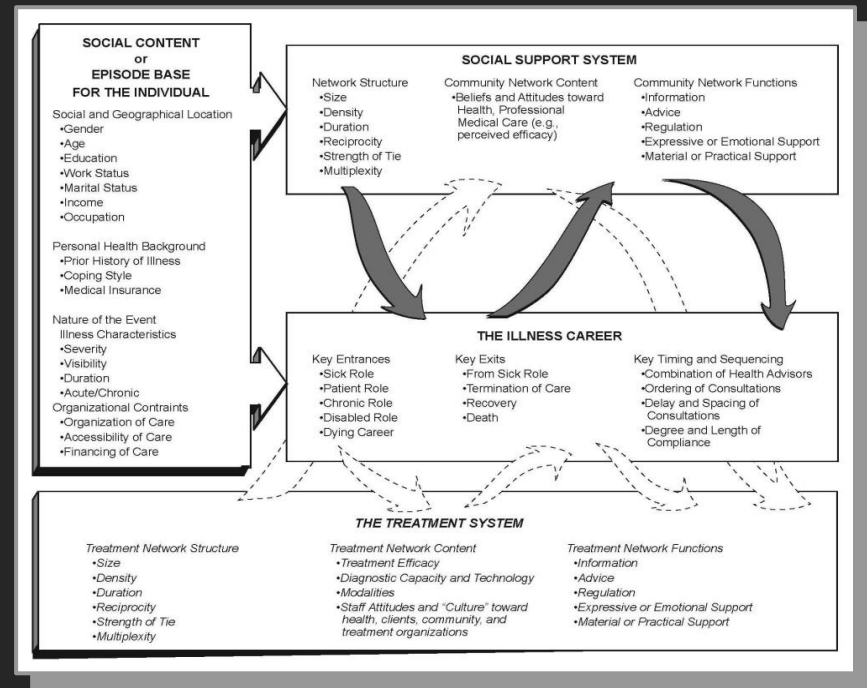 SOCIAL CONTENT
or
EPISODE BASE
FOR THE INDIVIDUAL
Social and Geographical Location
•Gender
•Age
•Education
•Work Status
•Marital Status
•Income
•Occupation
Personal Health Background
•Prior History of Illness
•Coping Style
•Medical Insurance
Nature of the Event
Illness Characteristics
•Severity
•Visibility
•Duration
•Acute/Chronic
Organizational Contraints
•Organization of Care
•Accessibility of Care
•Financing of Care
SOCIAL SUPPORT SYSTEM
Network Structure
•Size
•Density
•Duration
•Reciprocity
•Strength of Tie
•Multiplexity
Community Network Content
•Beliefs and Attitudes toward
Health, Professional
Medical Care (e.g.,
perceived efficacy)
Community Network Functions
•Information
•Advice
•Regulation
•Expressive or Emotional Support
•Material or Practical Support
THE ILLNESS CAREER
Key Entrances
•Sick Role
•Patient Role
•Chronic Role
•Disabled Role
•Dying Career
Key Exits
•From Sick Role
•Termination of Care
•Recovery
•Death
Key Timing and Sequencing
•Combination of Health Advisors
•Ordering of Consultations
•Delay and Spacing of
Consultations
•Degree and Length of
Compliance
THE TREATMENT SYSTEM
Treatment Network Structure
•Size
•Density
•Duration
•Reciprocity
•Strength of Tie
•Multiplexity
Treatment Network Content
•Treatment Efficacy
•Diagnostic Capacity and Technology
•Modalities
•Staff Attitudes and "Culture" toward
health, clients, community, and
treatment organizations
Treatment Network Functions
•Information
•Advice
•Regulation
•Expressive or Emotional Support
•Material or Practical Support